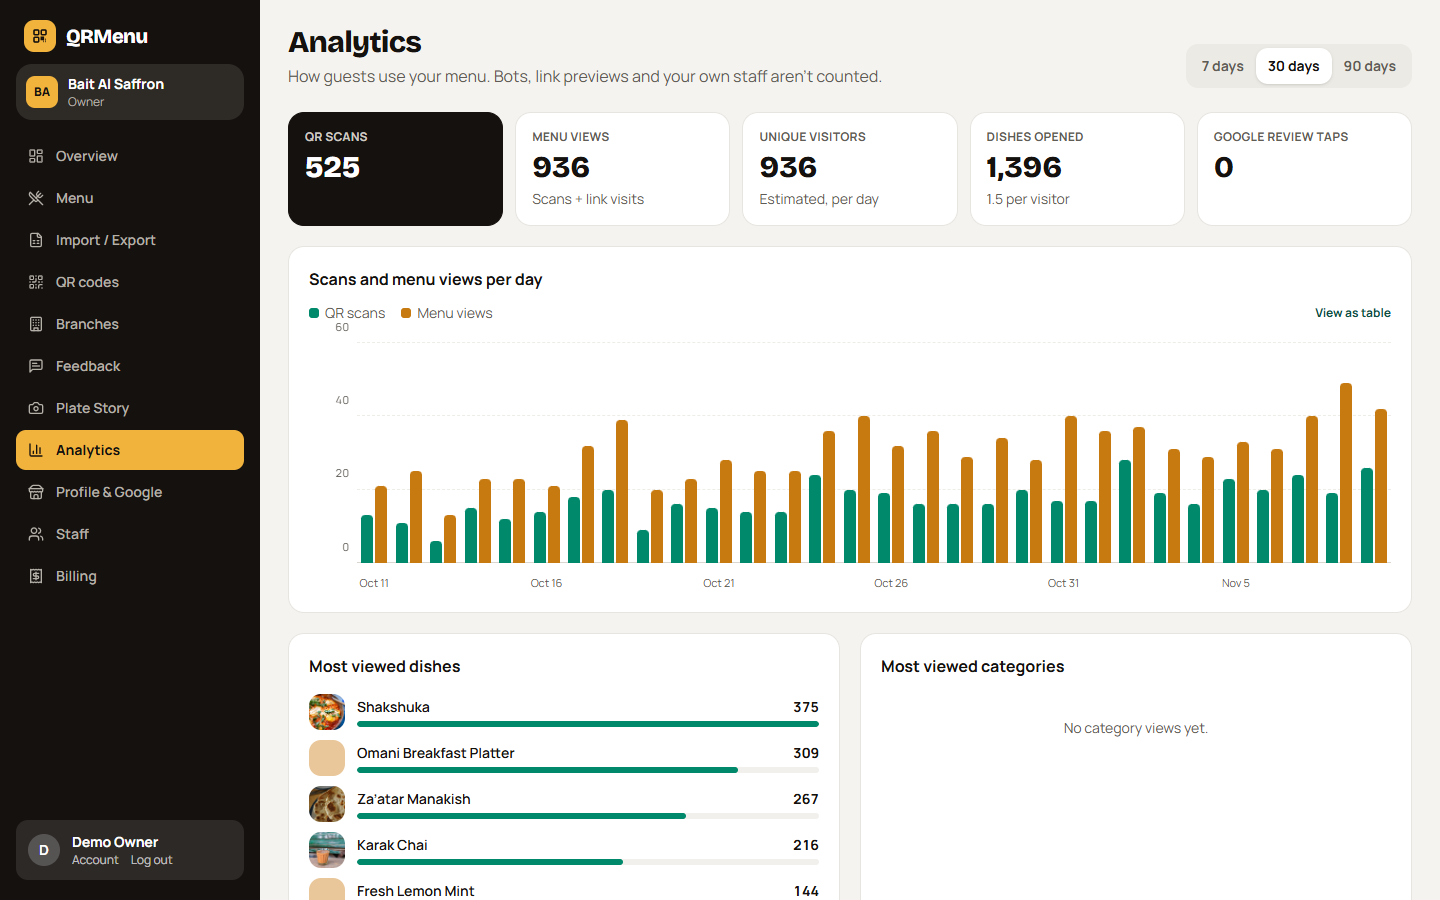 QRMenu
BA
Bait Al Saffron
Owner
Overview
Menu
Import / Export
QR codes
Branches
Feedback
Plate Story
Analytics
Profile & Google
Staff
Billing
D
Demo Owner
Account Log out
Analytics
How guests use your menu. Bots, link previews and your own staff aren't counted.
7 days 30 days 90 days
QR SCANS
525
MENU VIEWS
936
Scans + link visits
UNIQUE VISITORS
936
Estimated, per day
DISHES OPENED
1,396
1.5 per visitor
GOOGLE REVIEW TAPS
0
Scans and menu views per day
QR scans Menu views
View as table
60
40
20
0
Oct 11 Oct 16 Oct 21 Oct 26 Oct 31 Nov 5
Most viewed dishes
Shakshuka 375
Omani Breakfast Platter 309
Za'atar Manakish 267
Karak Chai 216
Fresh Lemon Mint 144
Most viewed categories
No category views yet.